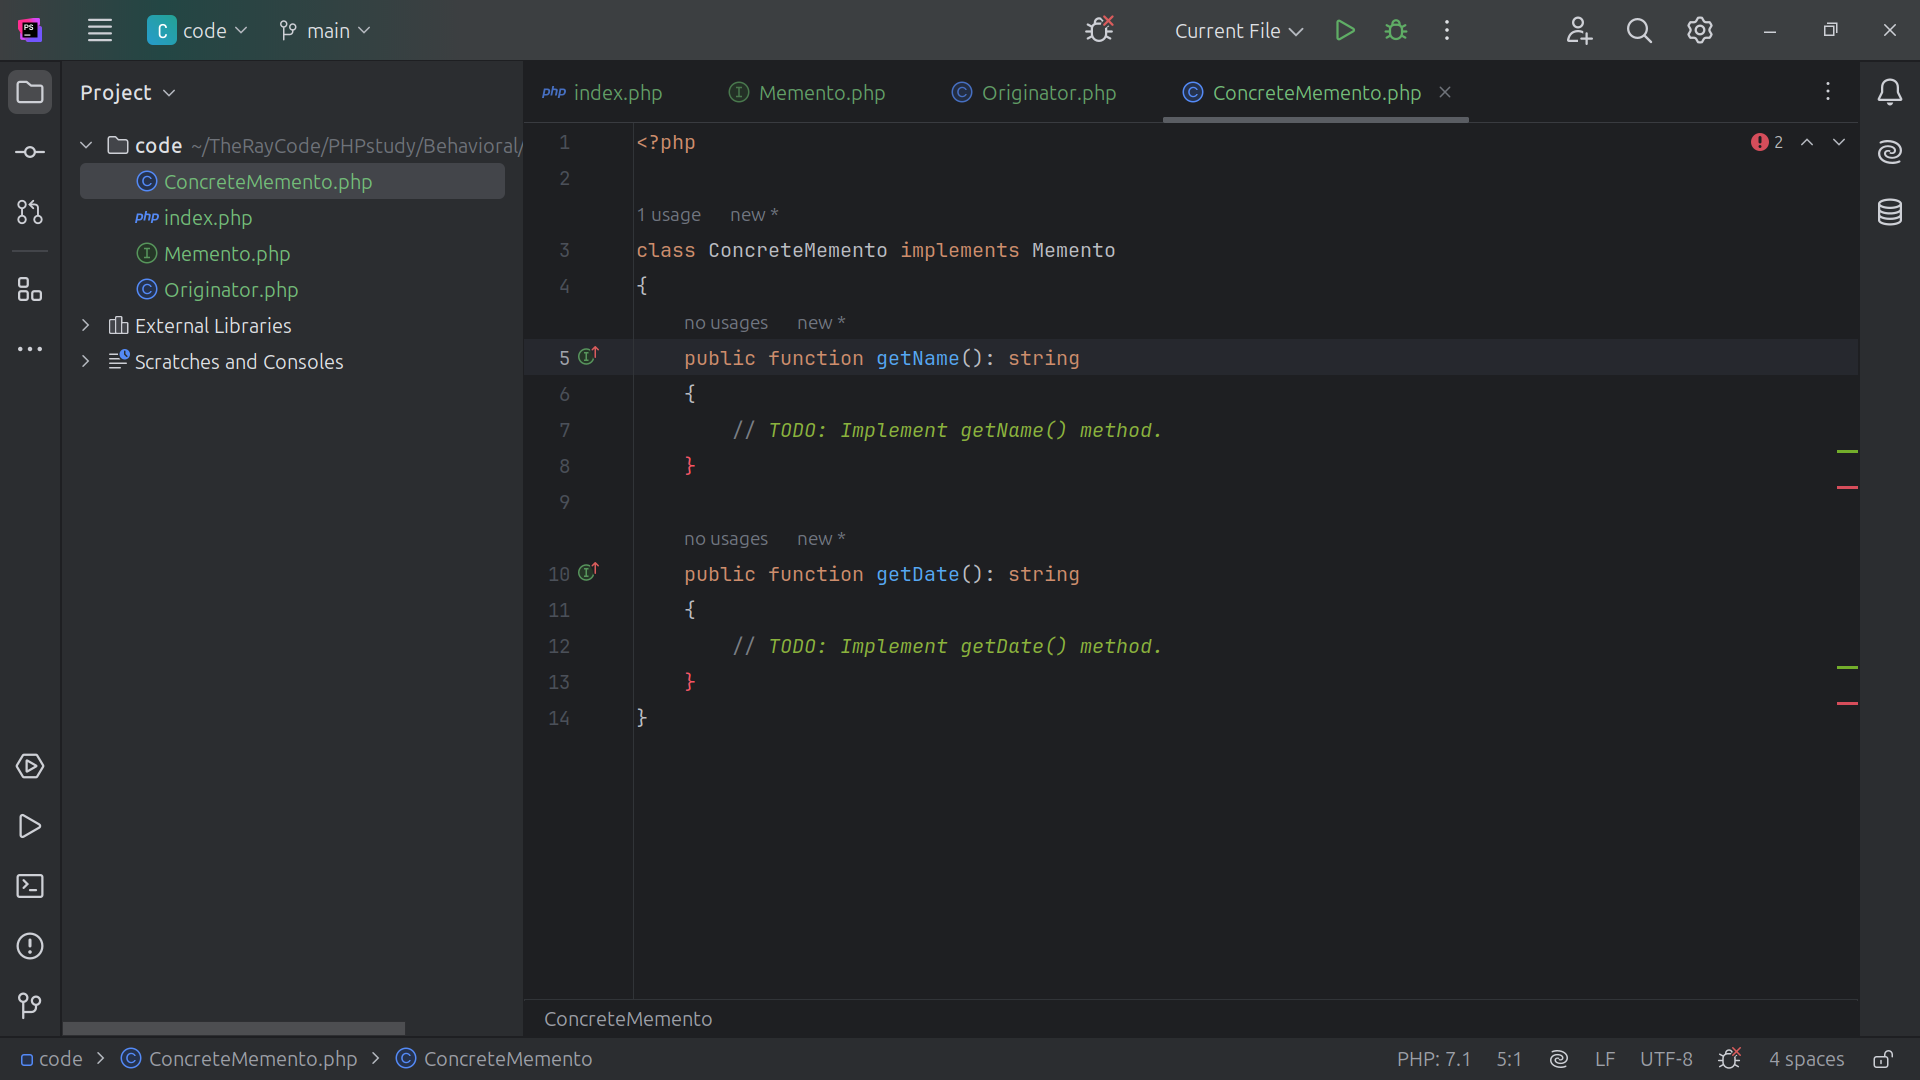 PS
C code main Current File
Project
index.php Memento.php Originator.php ConcreteMemento.php
code ~/TheRayCode/PHPstudy/Behavioral/
ConcreteMemento.php
php index.php
Memento.php
Originator.php
External Libraries
Scratches and Consoles
2
1 <?php
2
1 usage new *
3 class ConcreteMemento implements Memento
4 {
no usages new *
5 public function getName(): string
6 {
7 // TODO: Implement getName() method.
8 }
9
no usages new *
10 public function getDate(): string
11 {
12 // TODO: Implement getDate() method.
13 }
14 }
ConcreteMemento
code > ConcreteMemento.php > ConcreteMemento
PHP: 7.1 5:1 LF UTF-8 4 spaces